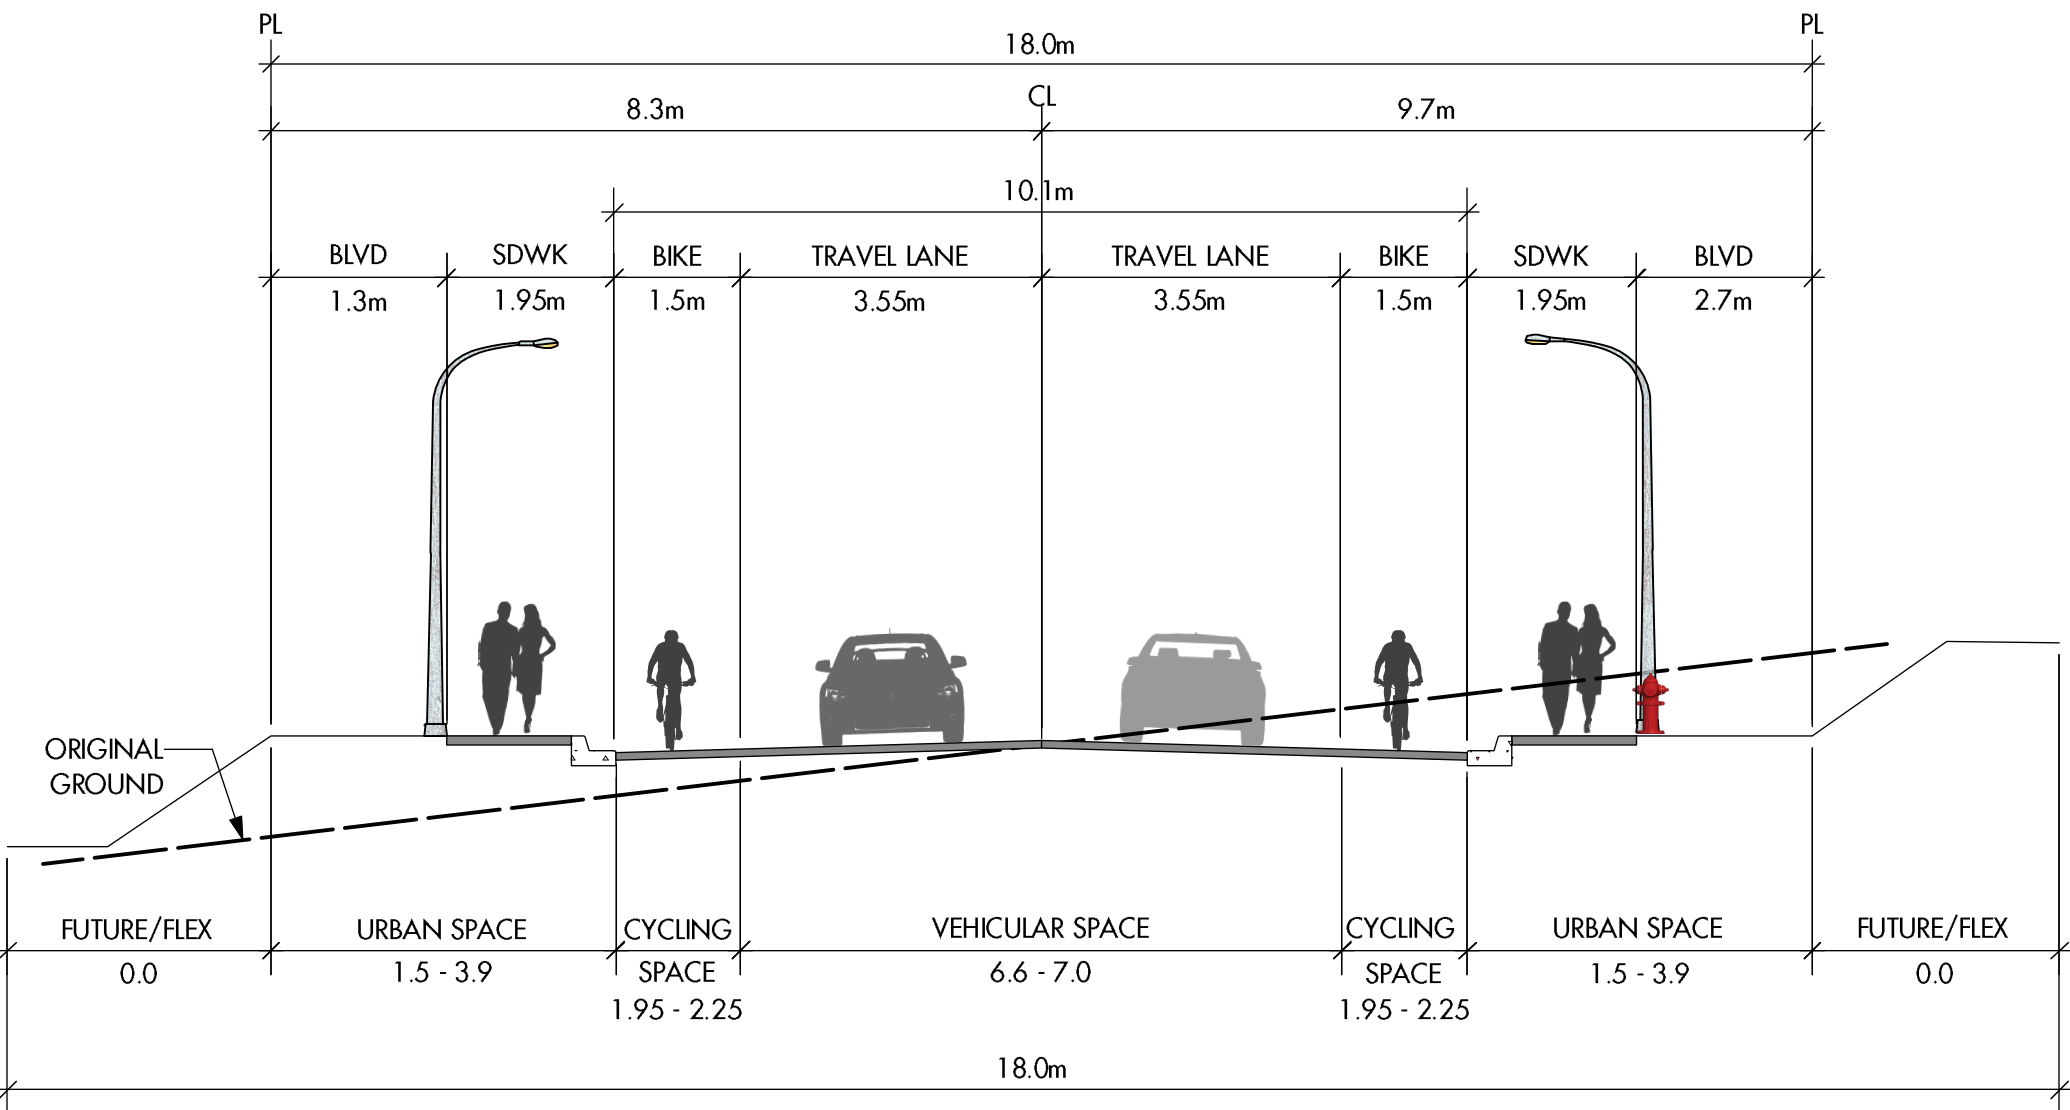 PL
PL
18.0m
CL
8.3m
9.7m
10.1m
BLVD SDWK BIKE TRAVEL LANE TRAVEL LANE BIKE SDWK BLVD
1.3m 1.95m 1.5m 3.55m 3.55m 1.5m 1.95m 2.7m
ORIGINAL
GROUND
FUTURE/FLEX URBAN SPACE CYCLING VEHICULAR SPACE CYCLING URBAN SPACE FUTURE/FLEX
0.0 1.5 - 3.9 SPACE 6.6 - 7.0 SPACE 1.5 - 3.9 0.0
1.95 - 2.25 1.95 - 2.25
18.0m